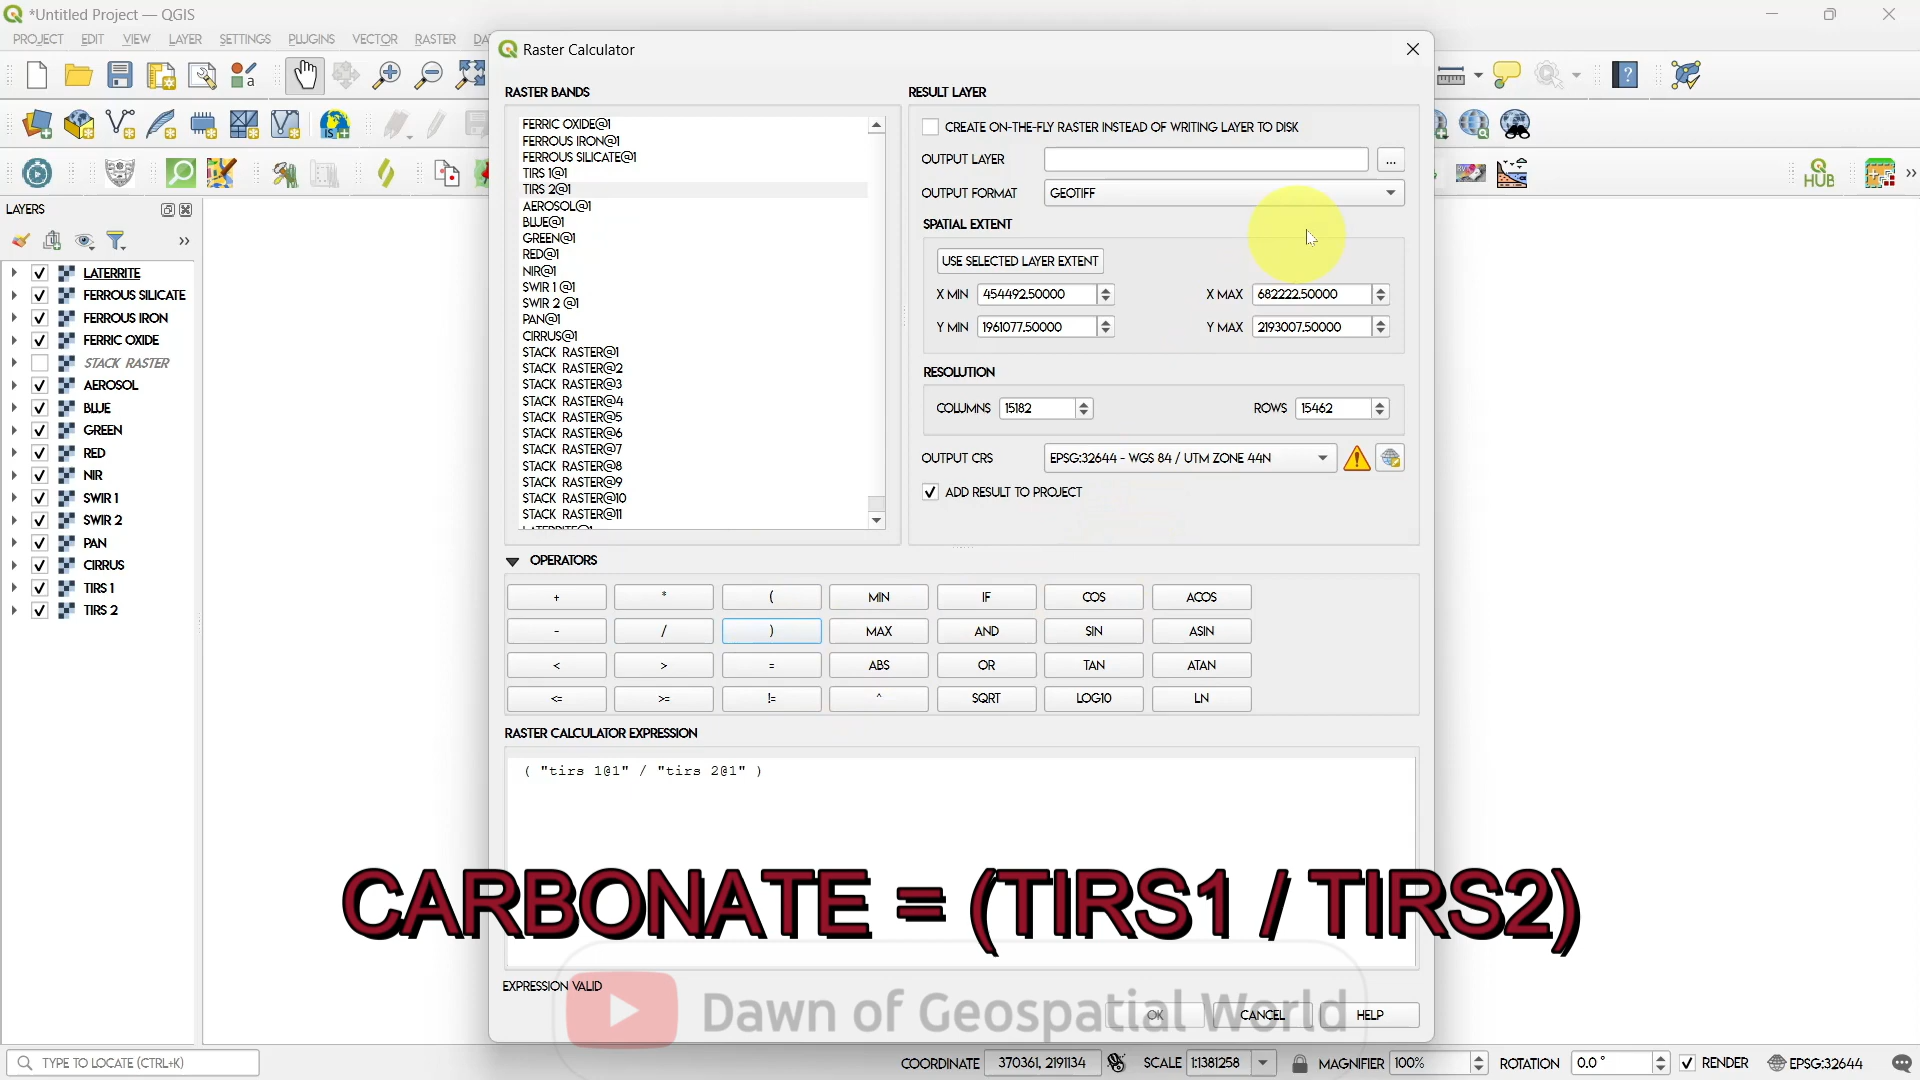 *Untitled Project — QGIS
PROJECT EDIT VIEW LAYER SETTINGS PLUGINS VECTOR RASTER DA
Raster Calculator
RASTER BANDS
FERRIC OXIDE@1
FERROUS IRON@1
FERROUS SILICATE@1
TIRS 1@1
TIRS 2@1
AEROSOL@1
BLUE@1
GREEN@1
RED@1
NIR@1
SWIR 1 @1
SWIR 2 @1
PAN@1
CIRRUS@1
STACK RASTER@1
STACK RASTER@2
STACK RASTER@3
STACK RASTER@4
STACK RASTER@5
STACK RASTER@6
STACK RASTER@7
STACK RASTER@8
STACK RASTER@9
STACK RASTER@10
STACK RASTER@11
RESULT LAYER
CREATE ON-THE-FLY RASTER INSTEAD OF WRITING LAYER TO DISK
OUTPUT LAYER
...
OUTPUT FORMAT GEOTIFF
SPATIAL EXTENT
USE SELECTED LAYER EXTENT
X MIN 454492.50000 X MAX 682222.50000
Y MIN 1961077.50000 Y MAX 2193007.50000
RESOLUTION
COLUMNS 15182 ROWS 15462
OUTPUT CRS EPSG:32644 - WGS 84 / UTM ZONE 44N
ADD RESULT TO PROJECT
OPERATORS
+ * ( MIN IF COS ACOS
- / ) MAX AND SIN ASIN
< > = ABS OR TAN ATAN
<= >= != ^ SQRT LOG10 LN
RASTER CALCULATOR EXPRESSION
( "tirs 1@1" / "tirs 2@1" )
CARBONATE = (TIRS1 / TIRS2)
EXPRESSION VALID
Dawn of Geospatial World
OK CANCEL HELP
LAYERS
LATERRITE
FERROUS SILICATE
FERROUS IRON
FERRIC OXIDE
STACK RASTER
AEROSOL
BLUE
GREEN
RED
NIR
SWIR 1
SWIR 2
PAN
CIRRUS
TIRS 1
TIRS 2
HUB
TYPE TO LOCATE (CTRL+K)
COORDINATE 370361, 2191134 SCALE 1:1381258 MAGNIFIER 100% ROTATION 0.0 ° RENDER EPSG:32644